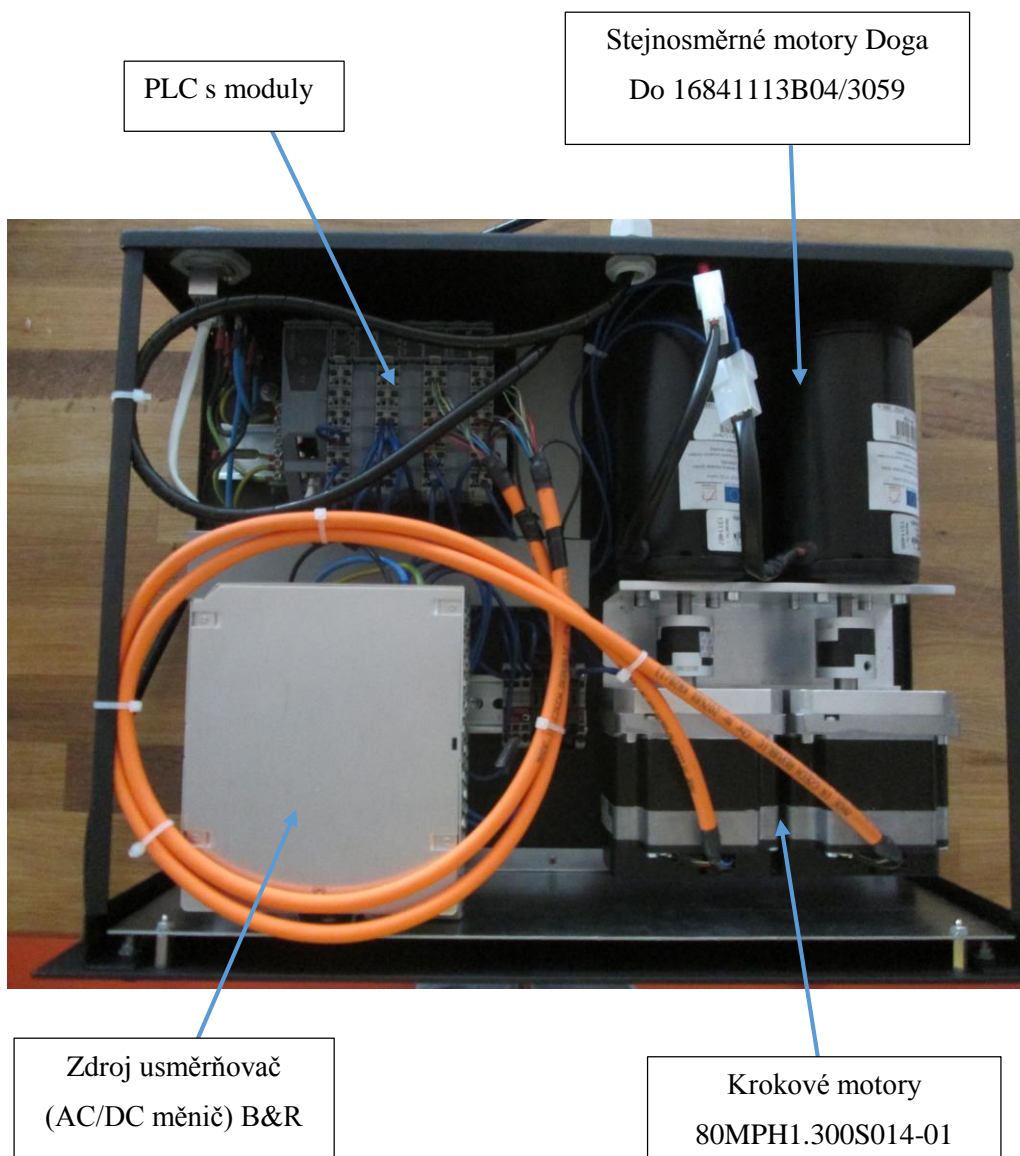 Stejnosměrné motory Doga
Do 16841113B04/3059
PLC s moduly
Zdroj usměrňovač
(AC/DC měnič) B&R
Krokové motory
80MPH1.300S014-01